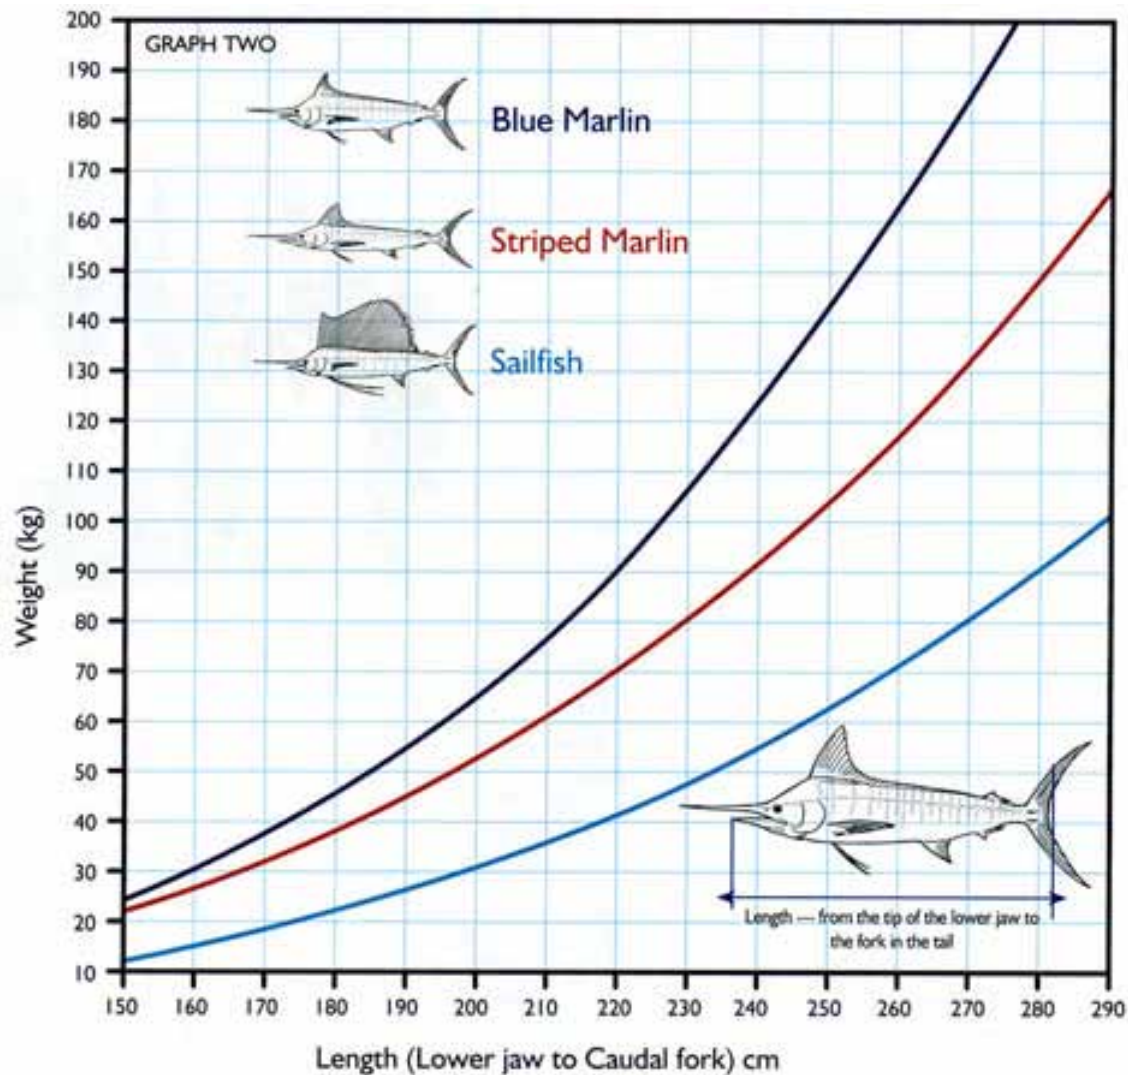 GRAPH TWO
Blue Marlin
Striped Marlin
Sailfish
Weight (kg)
200
190
180
170
160
150
140
130
120
110
100
90
80
70
60
50
40
30
20
10
Length — from the tip of the lower jaw to
the fork in the tail
150 160 170 180 190 200 210 220 230 240 250 260 270 280 290
Length (Lower jaw to Caudal fork) cm